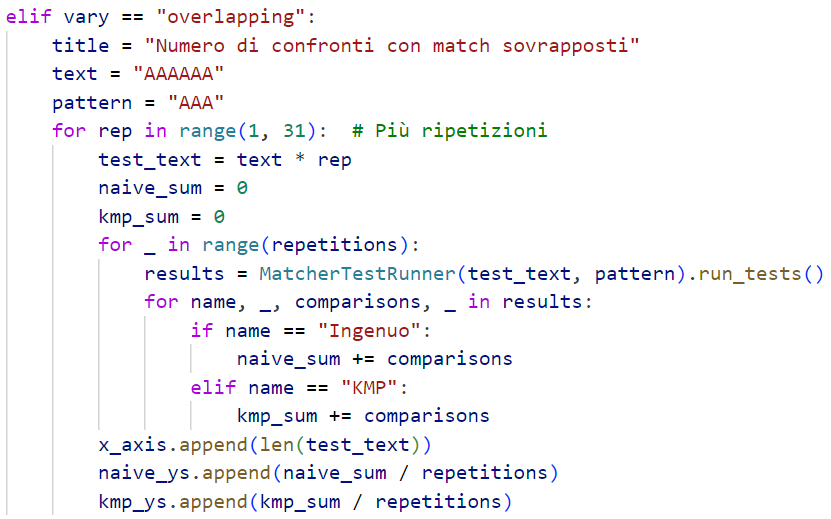 elif vary == "overlapping":
    title = "Numero di confronti con match sovrapposti"
    text = "AAAAAA"
    pattern = "AAA"
    for rep in range(1, 31):  # Più ripetizioni
        test_text = text * rep
        naive_sum = 0
        kmp_sum = 0
        for _ in range(repetitions):
            results = MatcherTestRunner(test_text, pattern).run_tests()
            for name, _, comparisons, _ in results:
                if name == "Ingenuo":
                    naive_sum += comparisons
                elif name == "KMP":
                    kmp_sum += comparisons
        x_axis.append(len(test_text))
        naive_ys.append(naive_sum / repetitions)
        kmp_ys.append(kmp_sum / repetitions)